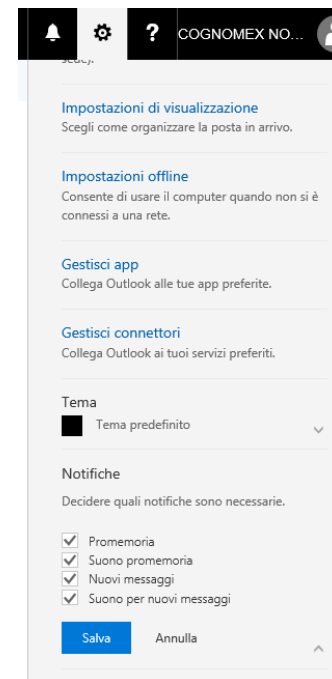 ?
COGNOMEX NO...
Impostazioni di visualizzazione
Scegli come organizzare la posta in arrivo.
Impostazioni offline
Consente di usare il computer quando non si è
connessi a una rete.
Gestisci app
Collega Outlook alle tue app preferite.
Gestisci connettori
Collega Outlook ai tuoi servizi preferiti.
Tema
Tema predefinito
Notifiche
Decidere quali notifiche sono necessarie.
Promemoria
Suono promemoria
Nuovi messaggi
Suono per nuovi messaggi
Salva Annulla